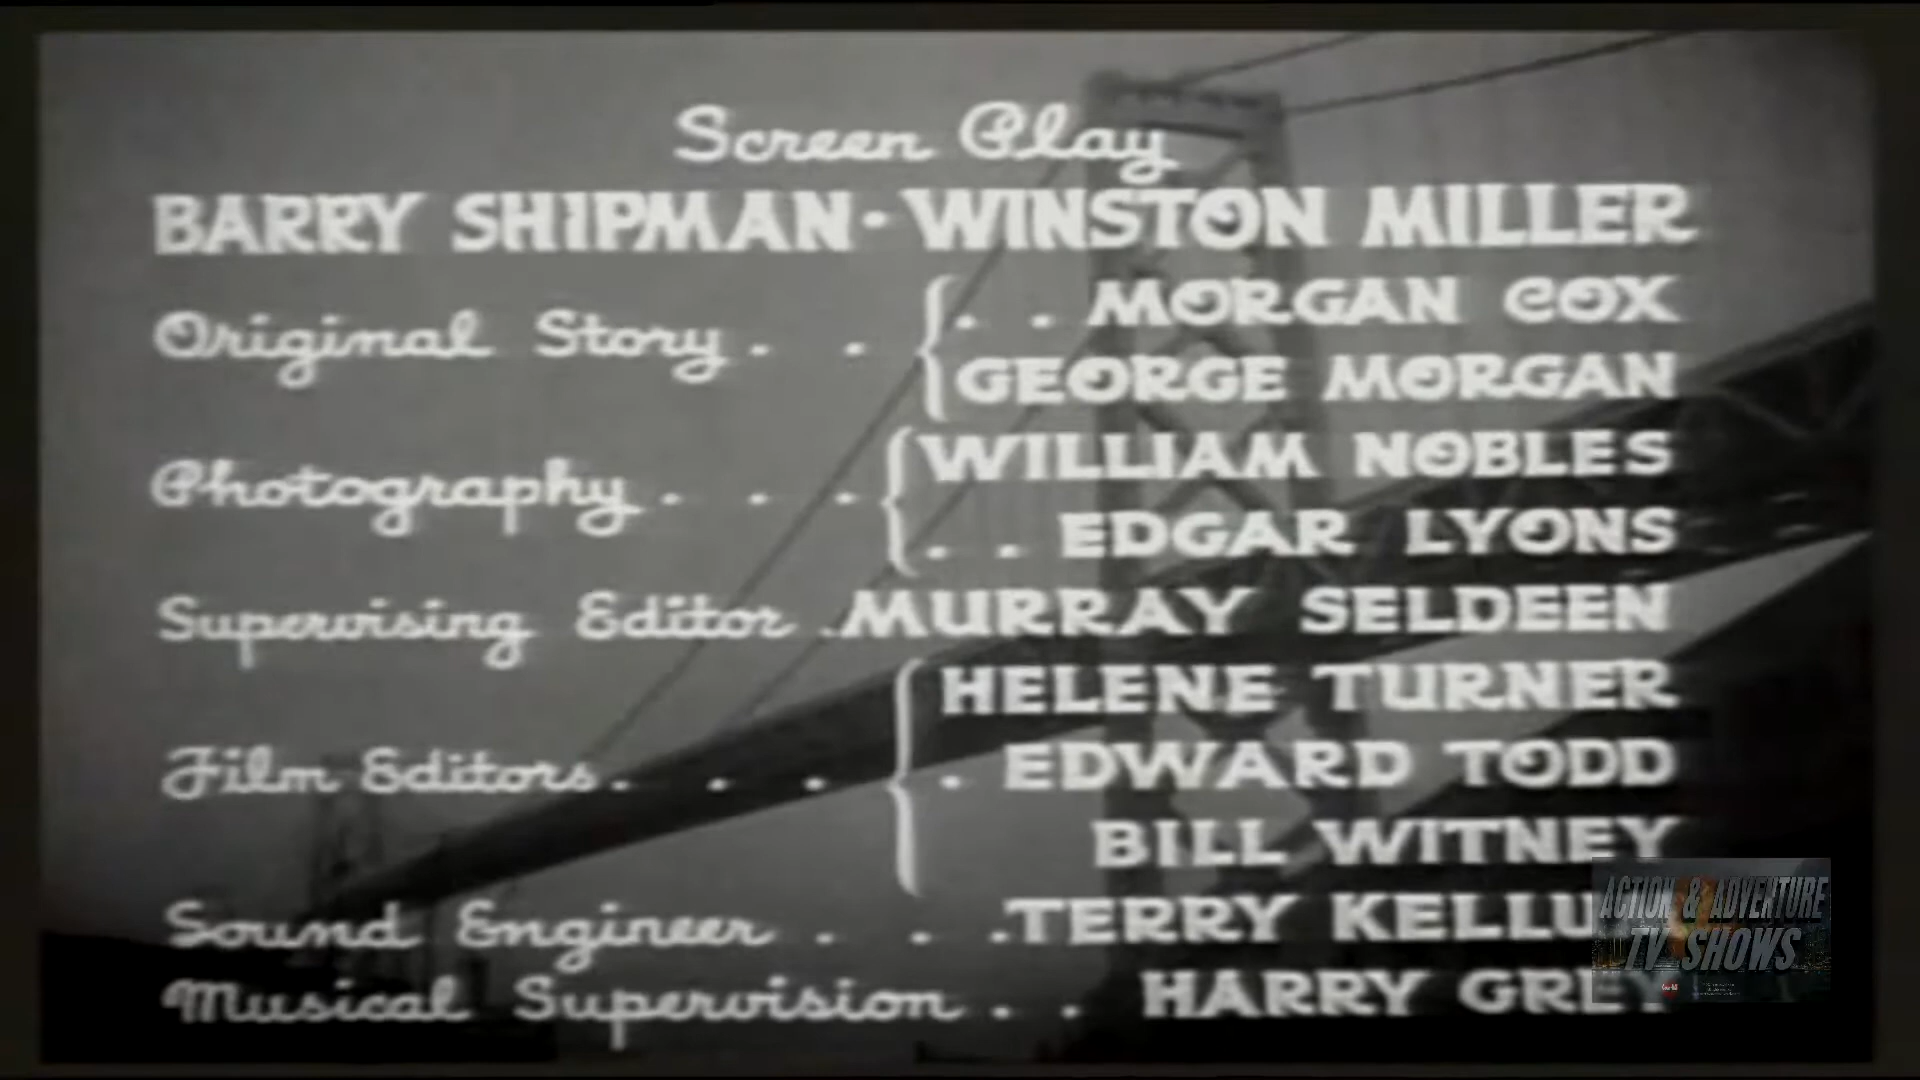 Screen Play
BARRY SHIPMAN · WINSTON MILLER
Original Story . . { . . MORGAN COX
GEORGE MORGAN
Photography . . . { WILLIAM NOBLES
. . EDGAR LYONS
Supervising Editor . MURRAY SELDEEN
HELENE TURNER
Film Editors . . . { . EDWARD TODD
BILL WITNEY
Sound Engineer . . . TERRY KELLU
Musical Supervision . . HARRY GREY
ACTION & ADVENTURE
TV SHOWS